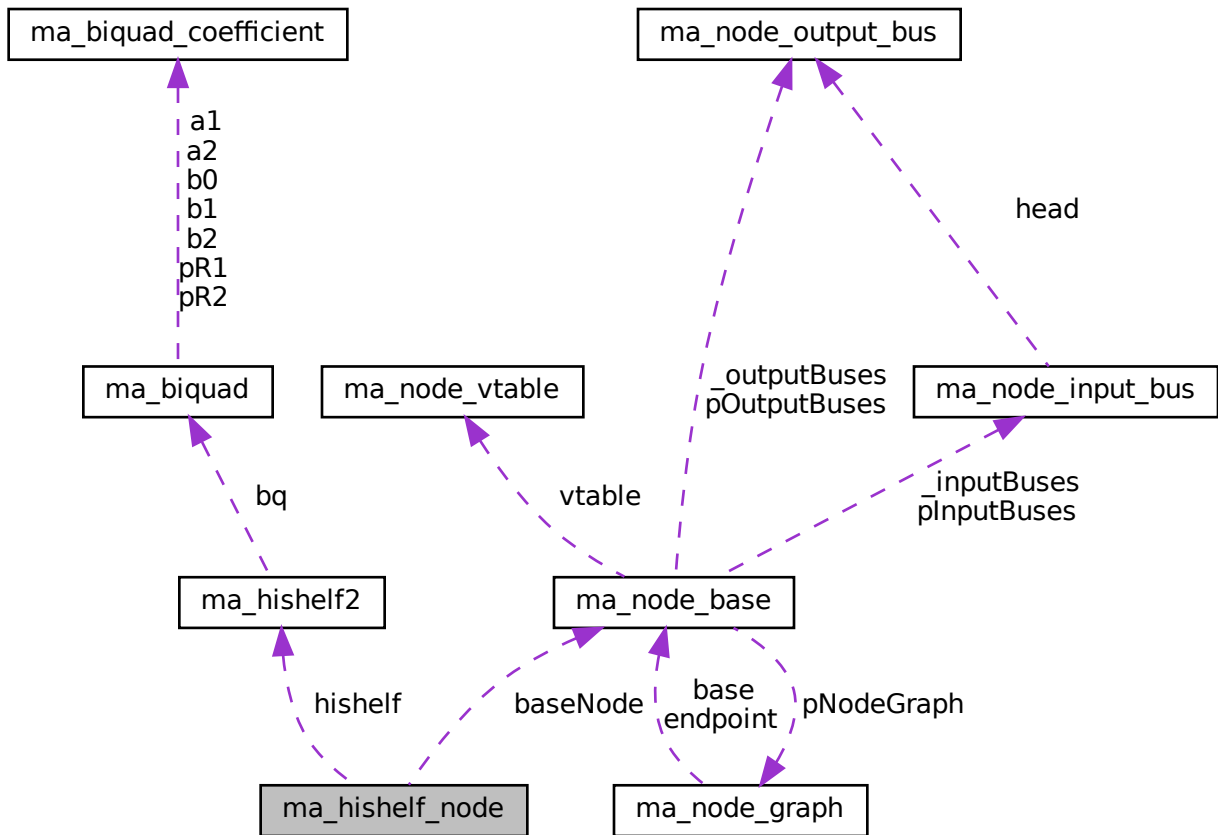 ma_biquad_coefficient
ma_node_output_bus
a1
a2
b0
b1
b2
pR1
pR2
head
ma_biquad
ma_node_vtable
_outputBuses
pOutputBuses
ma_node_input_bus
bq
vtable
_inputBuses
pInputBuses
ma_hishelf2
ma_node_base
hishelf
baseNode
base
endpoint
pNodeGraph
ma_hishelf_node
ma_node_graph